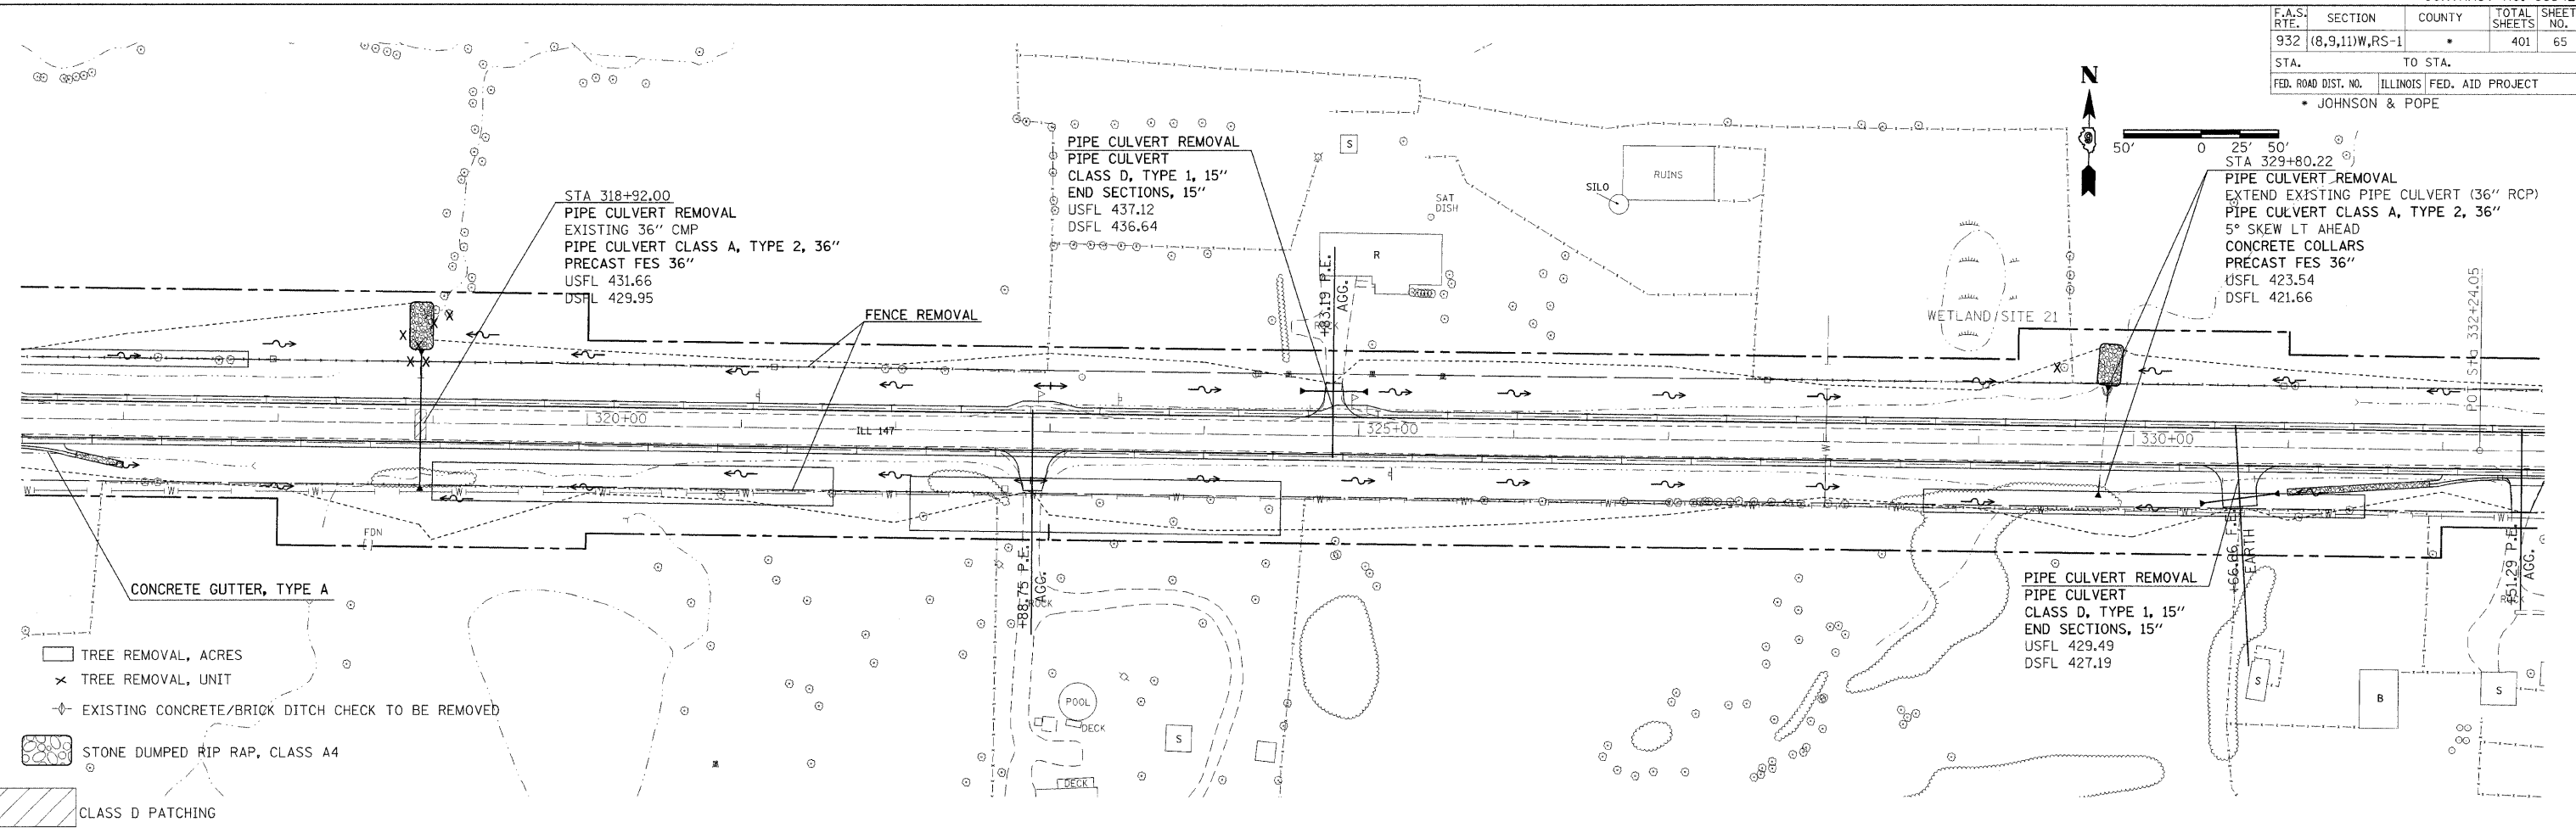 F.A.S. RTE. SECTION COUNTY TOTAL SHEETS SHEET NO.
932 (8,9,11)W,RS-1 * 401 65
STA. TO STA.
FED. ROAD DIST. NO. ILLINOIS FED. AID PROJECT
* JOHNSON & POPE
N
50' 0 25' 50'
STA 329+80.22
PIPE CULVERT REMOVAL
EXTEND EXISTING PIPE CULVERT (36" RCP)
PIPE CULVERT CLASS A, TYPE 2, 36"
5° SKEW LT AHEAD
CONCRETE COLLARS
PRECAST FES 36"
USFL 423.54
DSFL 421.66
PIPE CULVERT REMOVAL
PIPE CULVERT
CLASS D, TYPE 1, 15"
END SECTIONS, 15"
USFL 437.12
DSFL 436.64
S
SILO
RUINS
SAT
DISH
R
STA 318+92.00
PIPE CULVERT REMOVAL
EXISTING 36" CMP
PIPE CULVERT CLASS A, TYPE 2, 36"
PRECAST FES 36"
USFL 431.66
DSFL 429.95
FENCE REMOVAL
+83.19 P.E.
AGG.
ROCK
WETLAND/SITE 21
POT Sta 332+24.05
320+00
ILL 147
325+00
330+00
W W W W W W W W W W W
FDN
CONCRETE GUTTER, TYPE A
+88.75 P.E.
AGG.
ROCK
PIPE CULVERT REMOVAL
PIPE CULVERT
CLASS D, TYPE 1, 15"
END SECTIONS, 15"
USFL 429.49
DSFL 427.19
+66.86 F.E.
EARTH
+51.29 P.E.
AGG.
ROCK
TREE REMOVAL, ACRES
TREE REMOVAL, UNIT
EXISTING CONCRETE/BRICK DITCH CHECK TO BE REMOVED
STONE DUMPED RIP RAP, CLASS A4
CLASS D PATCHING
POOL
DECK
S
DECK
S
B
S